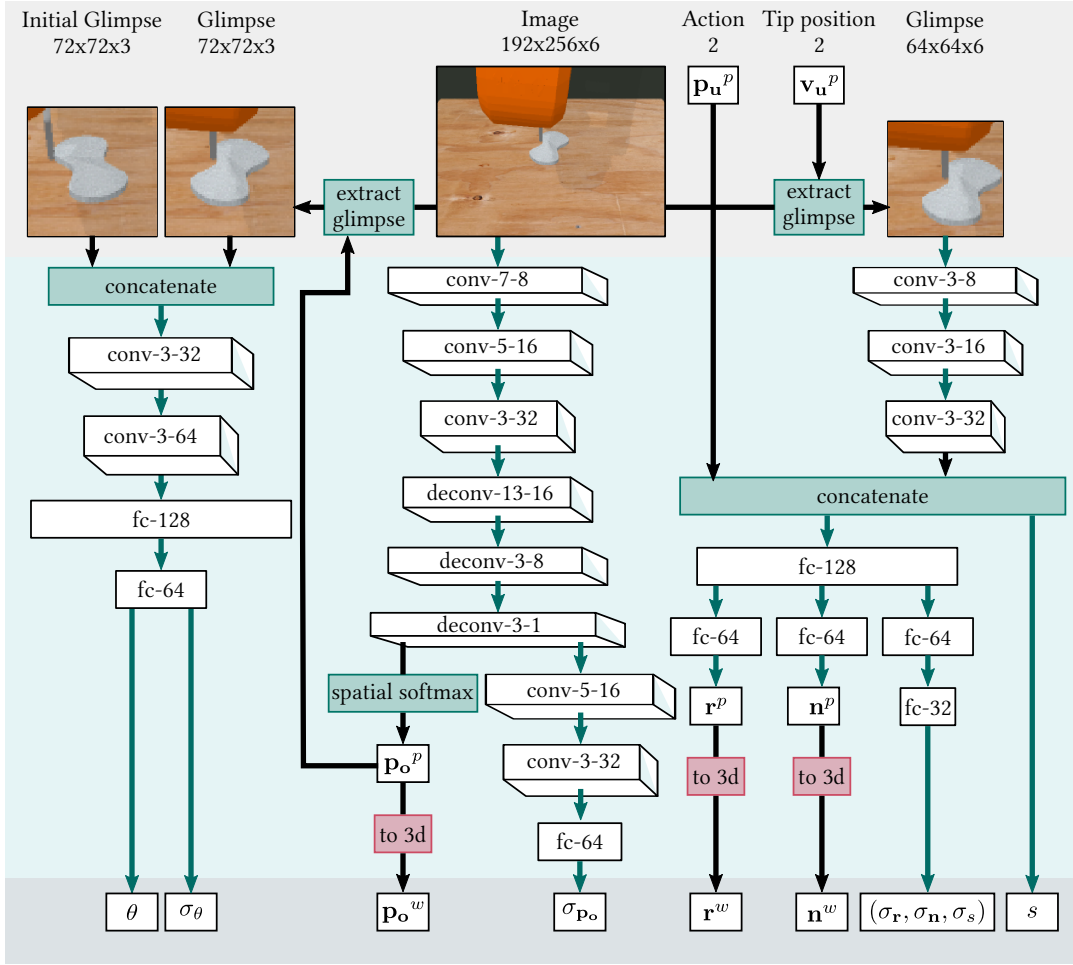 Initial Glimpse
72x72x3
Glimpse
72x72x3
Image
192x256x6
Action
2
Tip position
2
Glimpse
64x64x6
p_u^p
v_u^p
extract
glimpse
extract
glimpse
concatenate
conv-3-32
conv-3-64
fc-128
fc-64
conv-7-8
conv-5-16
conv-3-32
deconv-13-16
deconv-3-8
deconv-3-1
spatial softmax
p_o^p
to 3d
conv-5-16
conv-3-32
fc-64
conv-3-8
conv-3-16
conv-3-32
concatenate
fc-128
fc-64
fc-64
fc-64
r^p
n^p
fc-32
to 3d
to 3d
θ
σ_θ
p_o^w
σ_{p_o}
r^w
n^w
(σ_r, σ_n, σ_s)
s